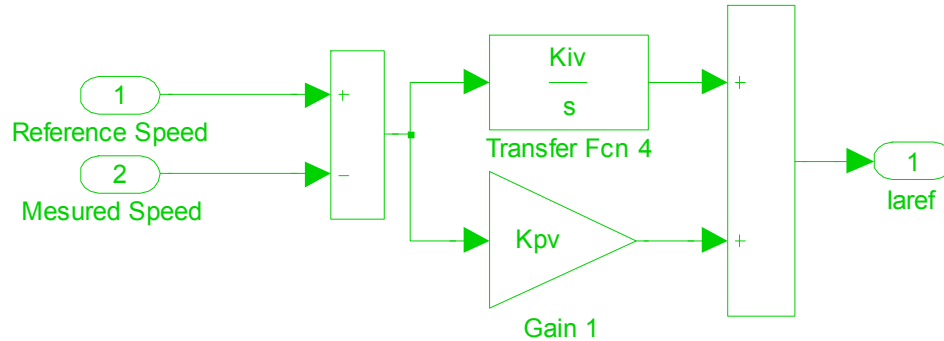 1
Reference Speed
2
Mesured Speed
+
−
Kiv
s
Transfer Fcn 4
Kpv
Gain 1
+
+
1
Iaref